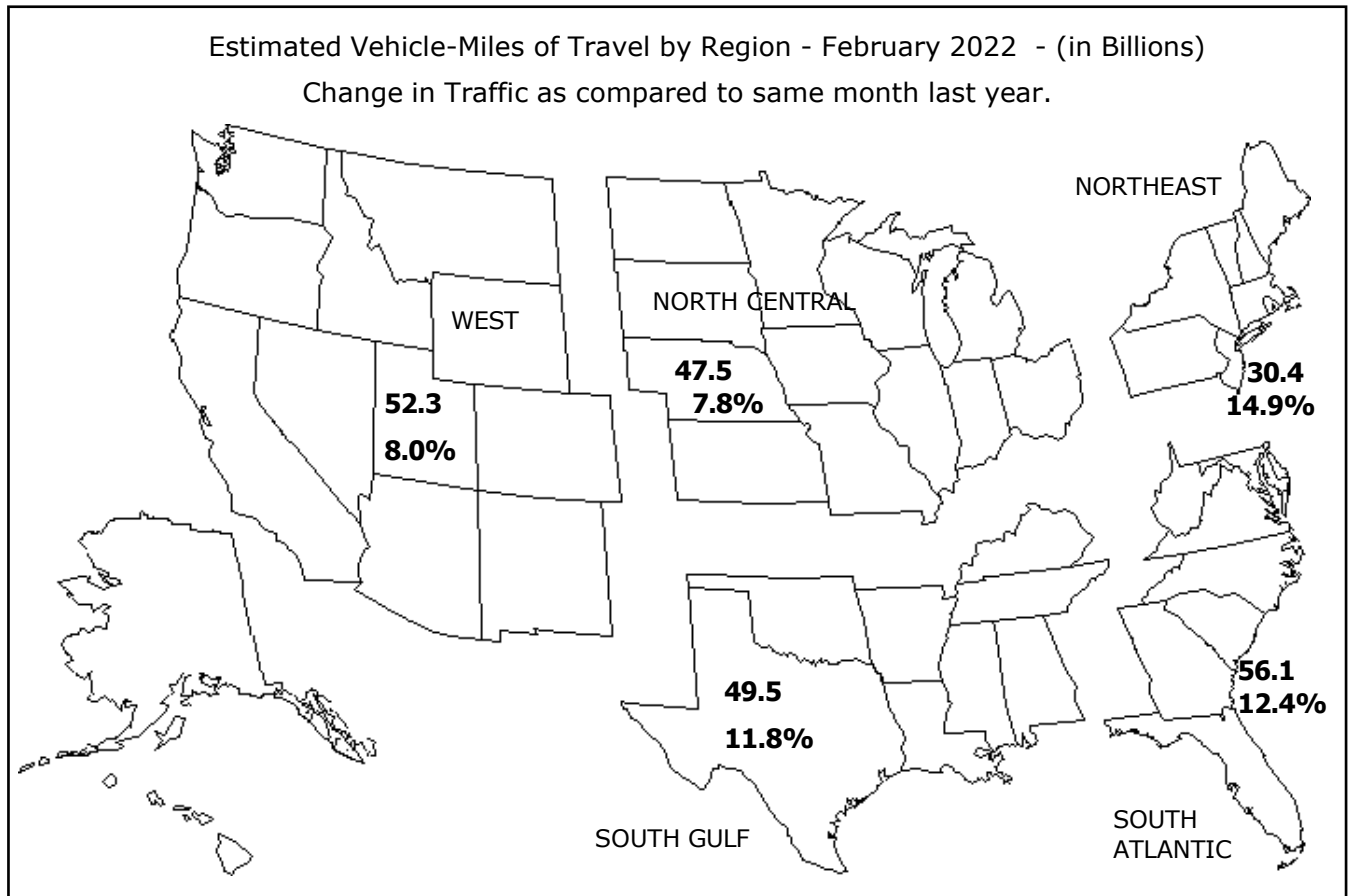 Estimated Vehicle-Miles of Travel by Region - February 2022 - (in Billions)
Change in Traffic as compared to same month last year.
NORTHEAST
WEST
NORTH CENTRAL
52.3
8.0%
47.5
7.8%
30.4
14.9%
49.5
11.8%
56.1
12.4%
SOUTH GULF
SOUTH
ATLANTIC